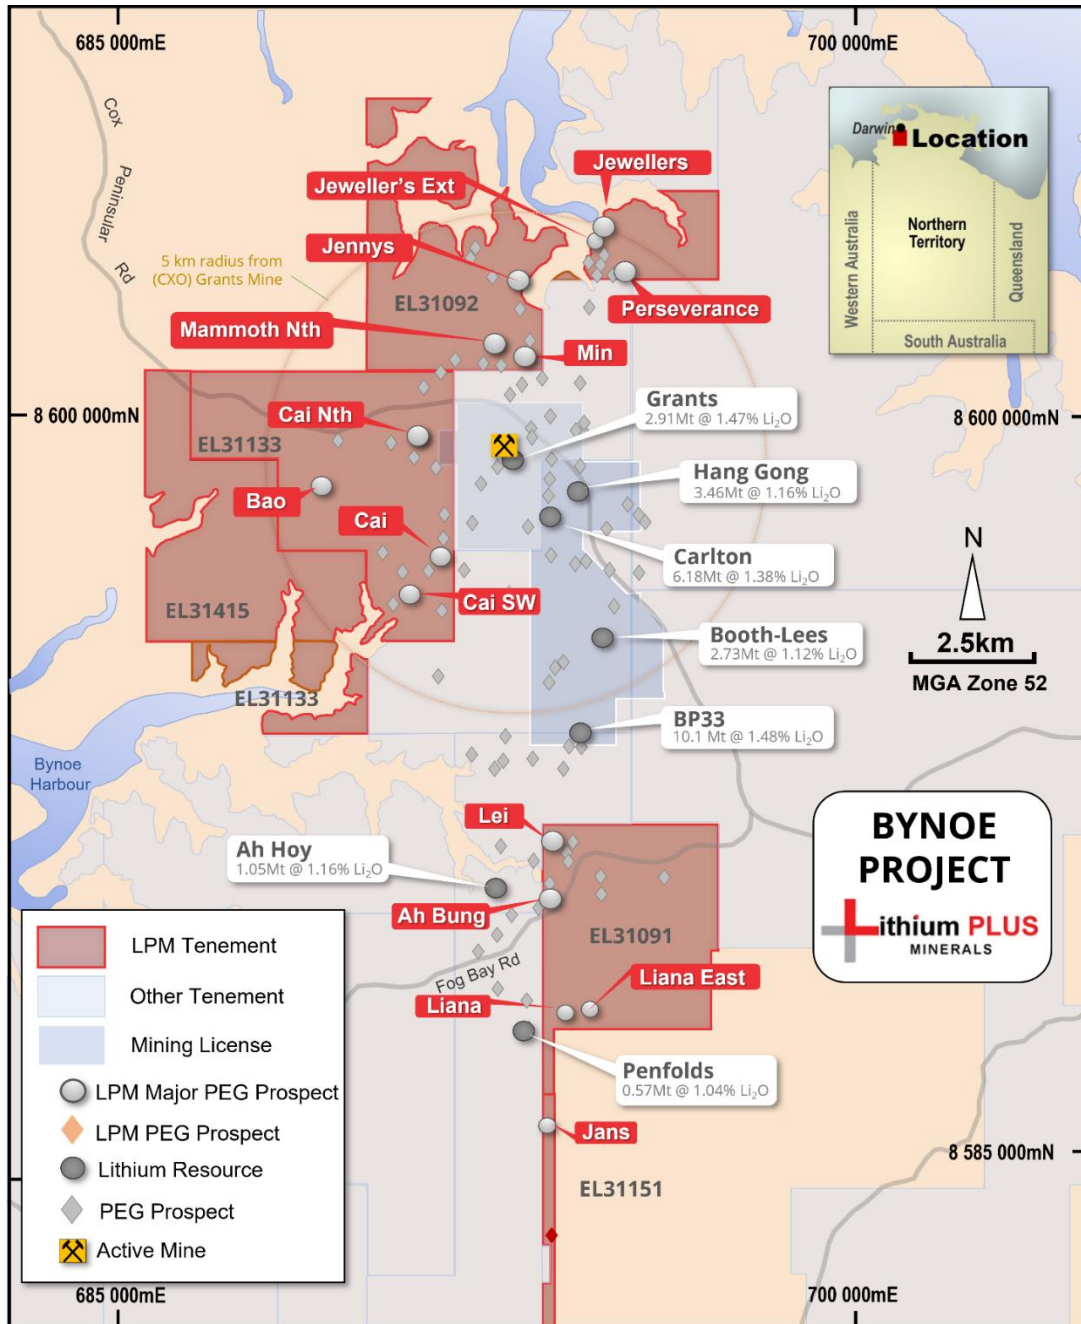 685 000mE
700 000mE
Cox
Peninsular
Rd
Darwin
Location
Northern
Territory
Western Australia
Queensland
South Australia
Jewellers
Jeweller's Ext
Jennys
5 km radius from
(CXO) Grants Mine
EL31092
Perseverance
Mammoth Nth
Min
8 600 000mN
8 600 000mN
Grants
2.91Mt @ 1.47% Li₂O
Cai Nth
EL31133
Hang Gong
3.46Mt @ 1.16% Li₂O
Bao
Cai
Carlton
6.18Mt @ 1.38% Li₂O
N
2.5km
MGA Zone 52
EL31415
Cai SW
Booth-Lees
2.73Mt @ 1.12% Li₂O
EL31133
BP33
10.1 Mt @ 1.48% Li₂O
Bynoe
Harbour
Lei
Ah Hoy
1.05Mt @ 1.16% Li₂O
BYNOE
PROJECT
Lithium PLUS
MINERALS
Ah Bung
EL31091
Fog Bay Rd
Liana East
Liana
Penfolds
0.57Mt @ 1.04% Li₂O
Jans
8 585 000mN
EL31151
LPM Tenement
Other Tenement
Mining License
LPM Major PEG Prospect
LPM PEG Prospect
Lithium Resource
PEG Prospect
Active Mine
685 000mE
700 000mE